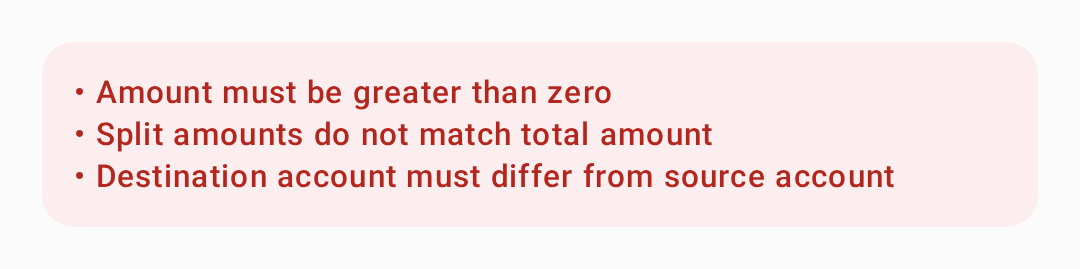 • Amount must be greater than zero
• Split amounts do not match total amount
• Destination account must differ from source account